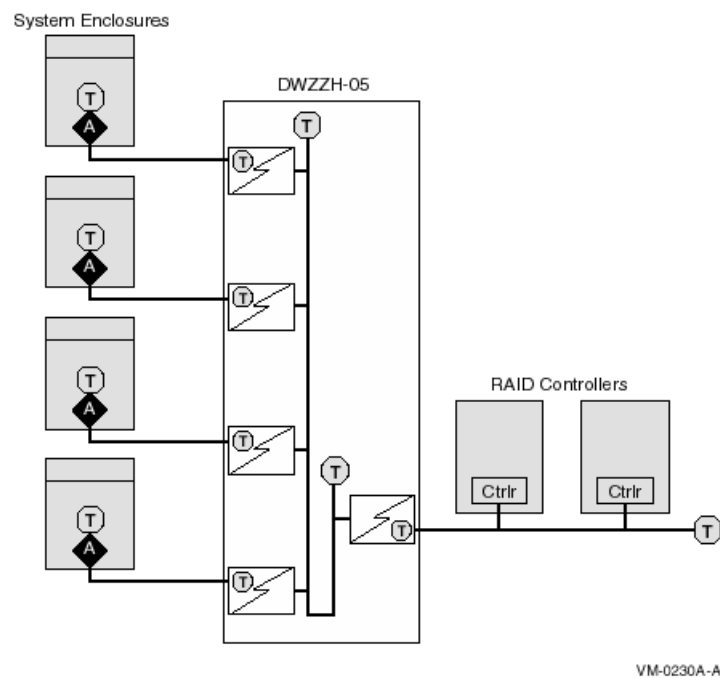 System Enclosures
DWZZH-05
T
A
T
T
T
A
T
T
A
T
RAID Controllers
T
Ctrlr
Ctrlr
T
A
T
T
T
VM-0230A-AI